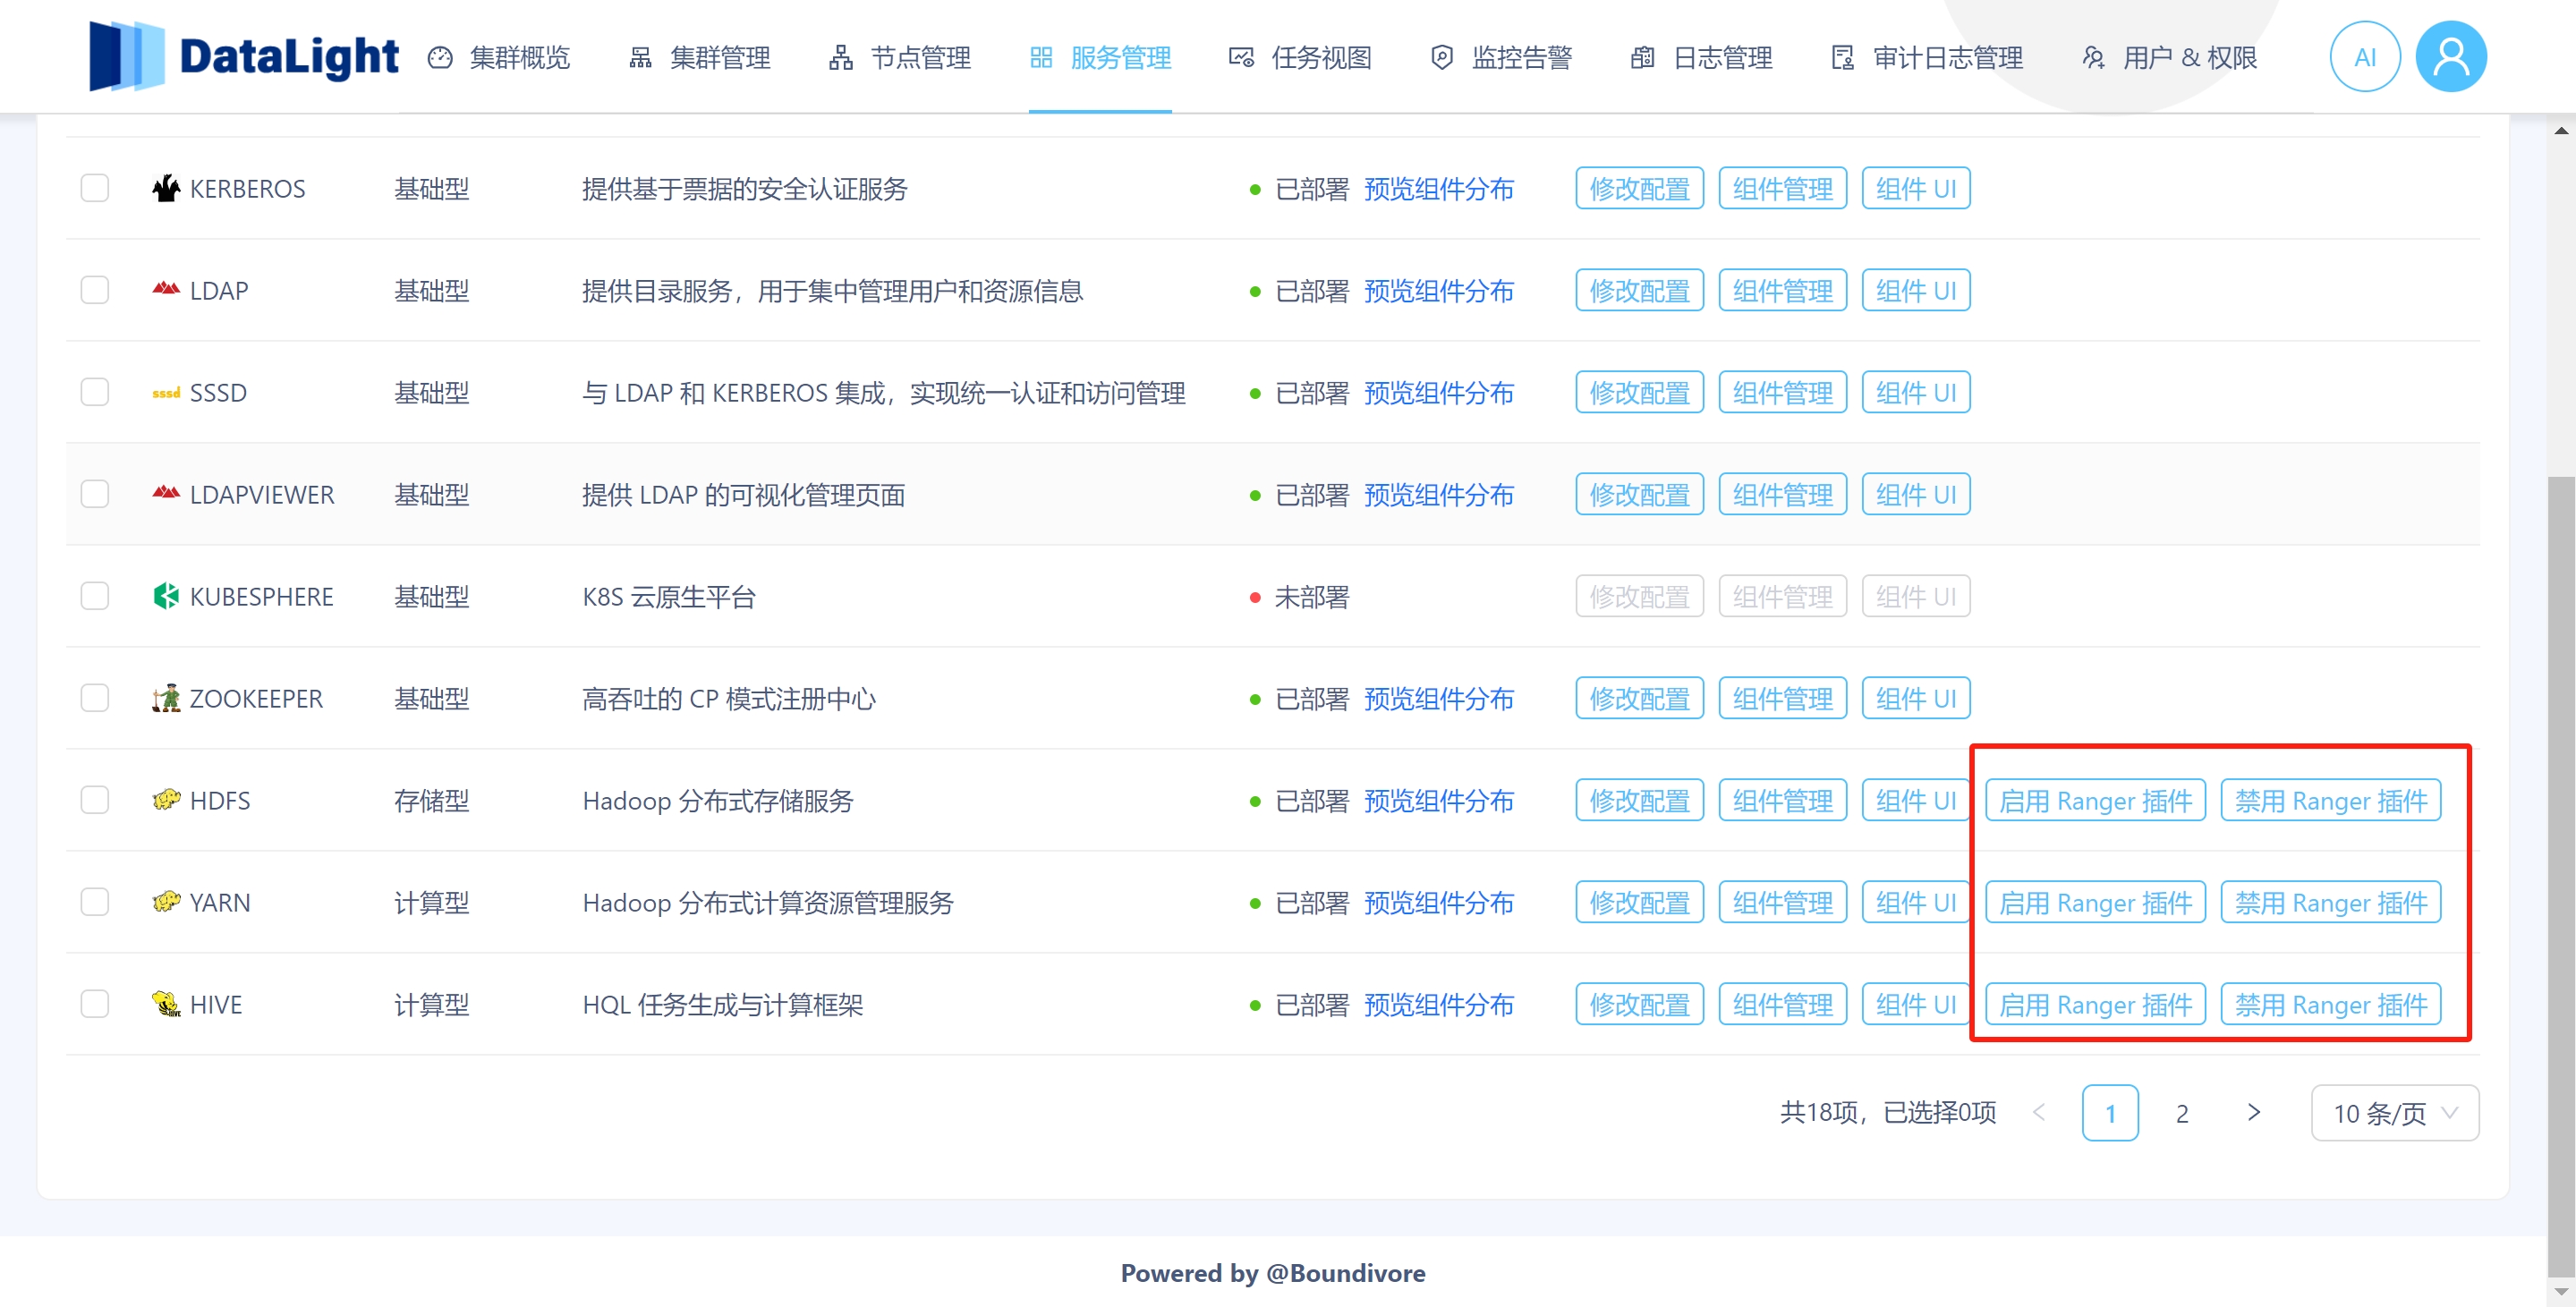 DataLight 集群概览 集群管理 节点管理 服务管理 任务视图 监控告警 日志管理 审计日志管理 用户 & 权限 AI
KERBEROS 基础型 提供基于票据的安全认证服务 已部署 预览组件分布 修改配置 组件管理 组件 UI
LDAP 基础型 提供目录服务，用于集中管理用户和资源信息 已部署 预览组件分布 修改配置 组件管理 组件 UI
sssd SSSD 基础型 与 LDAP 和 KERBEROS 集成，实现统一认证和访问管理 已部署 预览组件分布 修改配置 组件管理 组件 UI
LDAPVIEWER 基础型 提供 LDAP 的可视化管理页面 已部署 预览组件分布 修改配置 组件管理 组件 UI
KUBESPHERE 基础型 K8S 云原生平台 未部署 修改配置 组件管理 组件 UI
ZOOKEEPER 基础型 高吞吐的 CP 模式注册中心 已部署 预览组件分布 修改配置 组件管理 组件 UI
HDFS 存储型 Hadoop 分布式存储服务 已部署 预览组件分布 修改配置 组件管理 组件 UI 启用 Ranger 插件 禁用 Ranger 插件
YARN 计算型 Hadoop 分布式计算资源管理服务 已部署 预览组件分布 修改配置 组件管理 组件 UI 启用 Ranger 插件 禁用 Ranger 插件
HIVE 计算型 HQL 任务生成与计算框架 已部署 预览组件分布 修改配置 组件管理 组件 UI 启用 Ranger 插件 禁用 Ranger 插件
共18项，已选择0项 < 1 2 > 10 条/页
Powered by @Boundivore